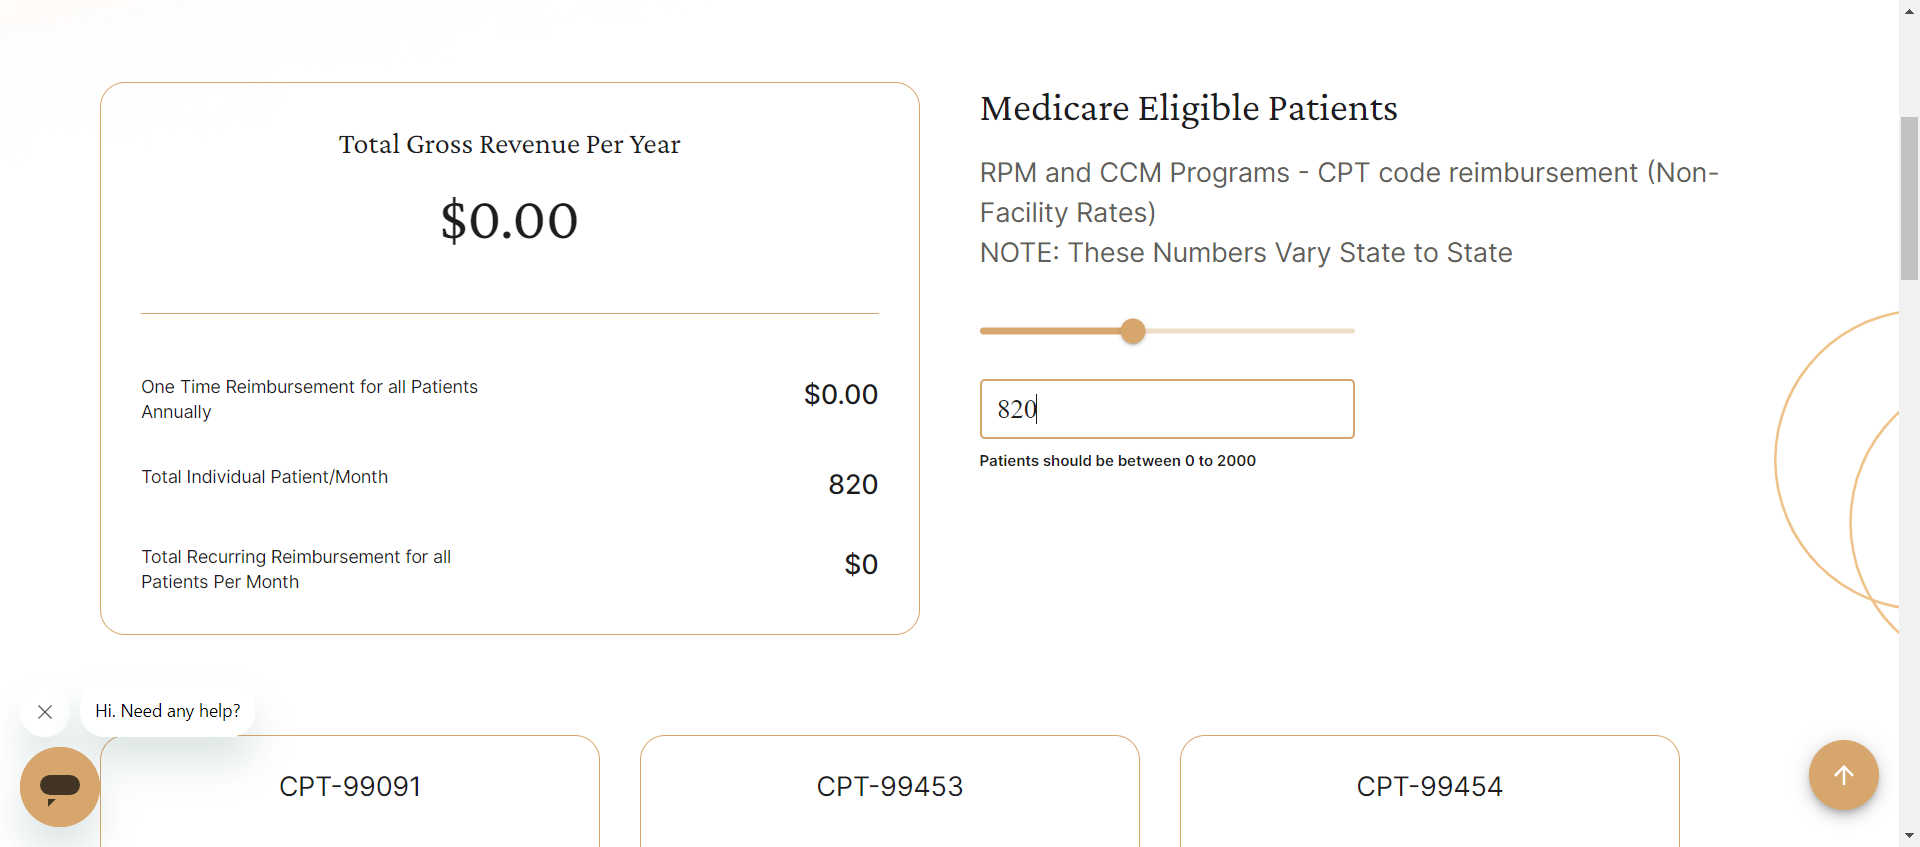 Total Gross Revenue Per Year
$0.00
One Time Reimbursement for all Patients
Annually
$0.00
Total Individual Patient/Month
820
Total Recurring Reimbursement for all
Patients Per Month
$0
Medicare Eligible Patients
RPM and CCM Programs - CPT code reimbursement (Non-
Facility Rates)
NOTE: These Numbers Vary State to State
820
Patients should be between 0 to 2000
Hi. Need any help?
CPT-99091
CPT-99453
CPT-99454